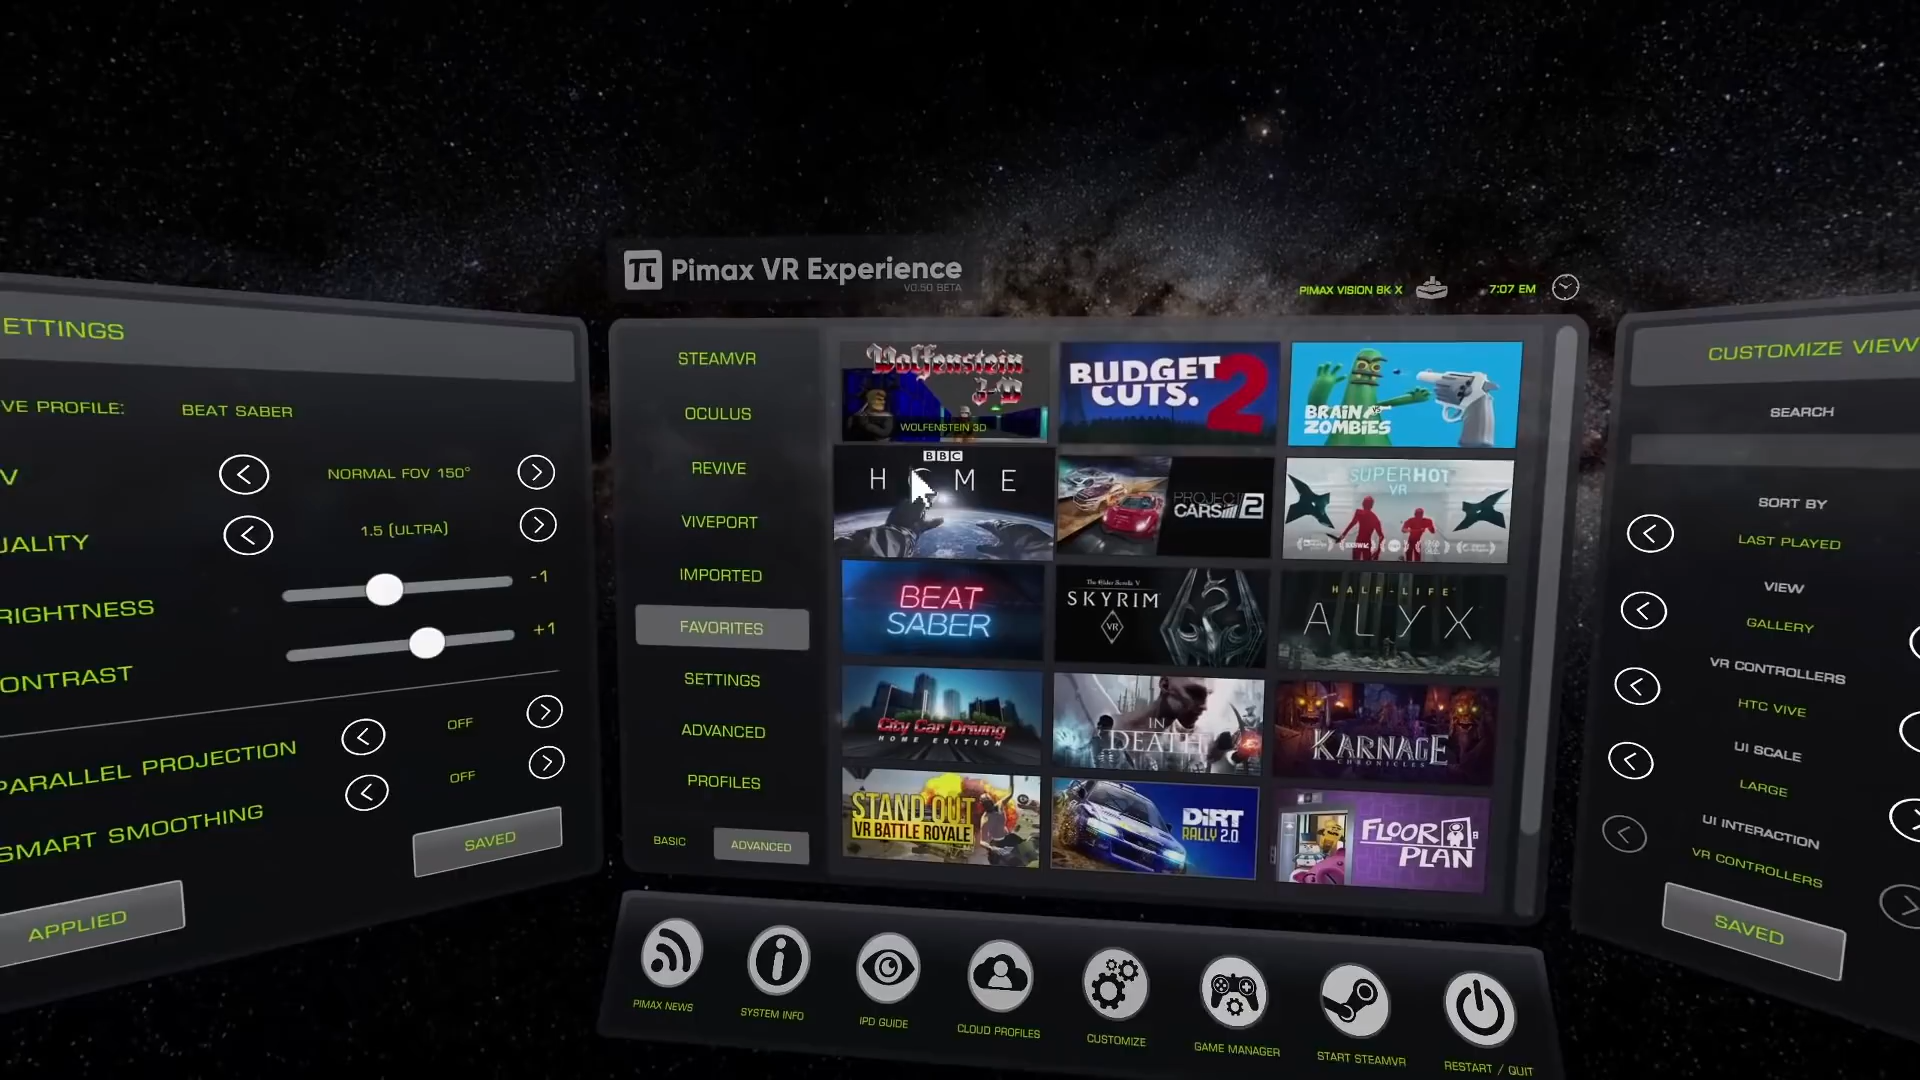 Pimax VR Experience
V0.50 BETA
PIMAX VISION 8K X
7:07 EM
ETTINGS
VE PROFILE:
BEAT SABER
V
NORMAL FOV 150°
UALITY
1.5 (ULTRA)
RIGHTNESS
-1
ONTRAST
+1
PARALLEL PROJECTION
OFF
SMART SMOOTHING
OFF
SAVED
APPLIED
STEAMVR
OCULUS
REVIVE
VIVEPORT
IMPORTED
FAVORITES
SETTINGS
ADVANCED
PROFILES
BASIC
ADVANCED
Wolfenstein
3-D
WOLFENSTEIN 3D
BUDGET
CUTS.
2
BRAIN VS
ZOMBIES
BBC
HOME
PROJECT
CARS 2
SUPERHOT
VR
BEAT
SABER
The Elder Scrolls V
SKYRIM
VR
HALF-LIFE
ALYX
City Car Driving
HOME EDITION
IN
DEATH
KARNAGE
CHRONICLES
STAND OUT
VR BATTLE ROYALE
DiRT
RALLY 2.0
FLOOR
PLAN
CUSTOMIZE VIEW
SEARCH
SORT BY
LAST PLAYED
VIEW
GALLERY
VR CONTROLLERS
HTC VIVE
UI SCALE
LARGE
UI INTERACTION
VR CONTROLLERS
SAVED
PIMAX NEWS
SYSTEM INFO
IPD GUIDE
CLOUD PROFILES
CUSTOMIZE
GAME MANAGER
START STEAMVR
RESTART / QUIT